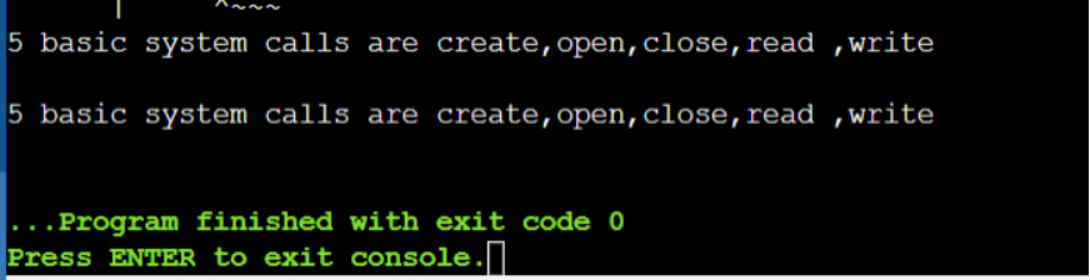 |     ^~~~
5 basic system calls are create,open,close,read ,write
5 basic system calls are create,open,close,read ,write
...Program finished with exit code 0
Press ENTER to exit console.